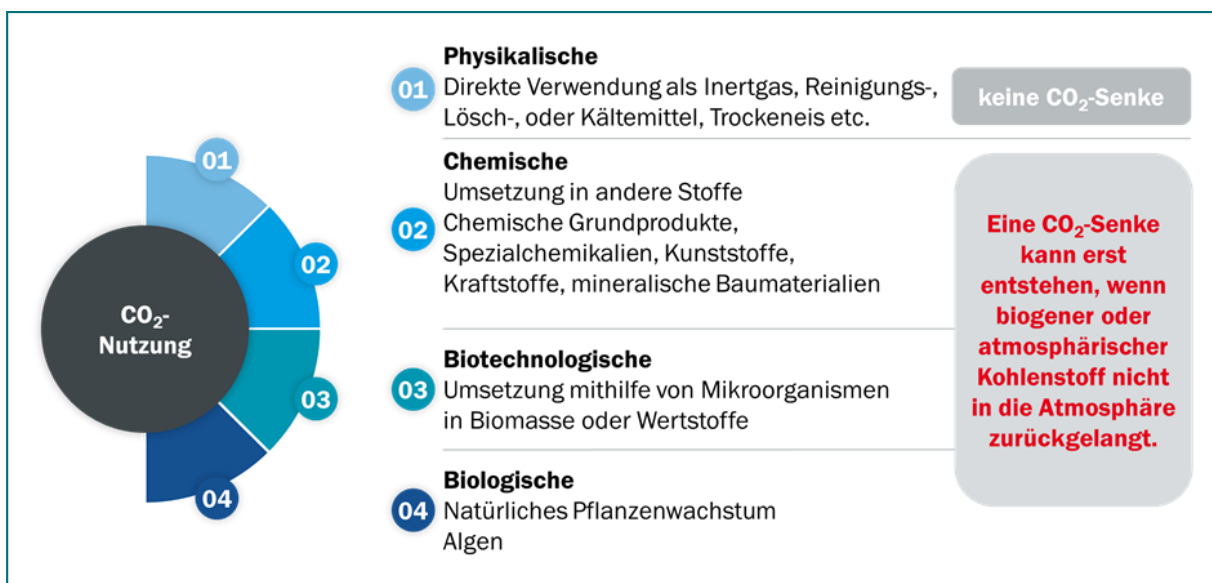 01
02
03
04
CO₂-
Nutzung
01
Physikalische
Direkte Verwendung als Inertgas, Reinigungs-,
Lösch-, oder Kältemittel, Trockeneis etc.
keine CO₂-Senke
02
Chemische
Umsetzung in andere Stoffe
Chemische Grundprodukte,
Spezialchemikalien, Kunststoffe,
Kraftstoffe, mineralische Baumaterialien
03
Biotechnologische
Umsetzung mithilfe von Mikroorganismen
in Biomasse oder Wertstoffe
04
Biologische
Natürliches Pflanzenwachstum
Algen
Eine CO₂-Senke
kann erst
entstehen, wenn
biogener oder
atmosphärischer
Kohlenstoff nicht
in die Atmosphäre
zurückgelangt.